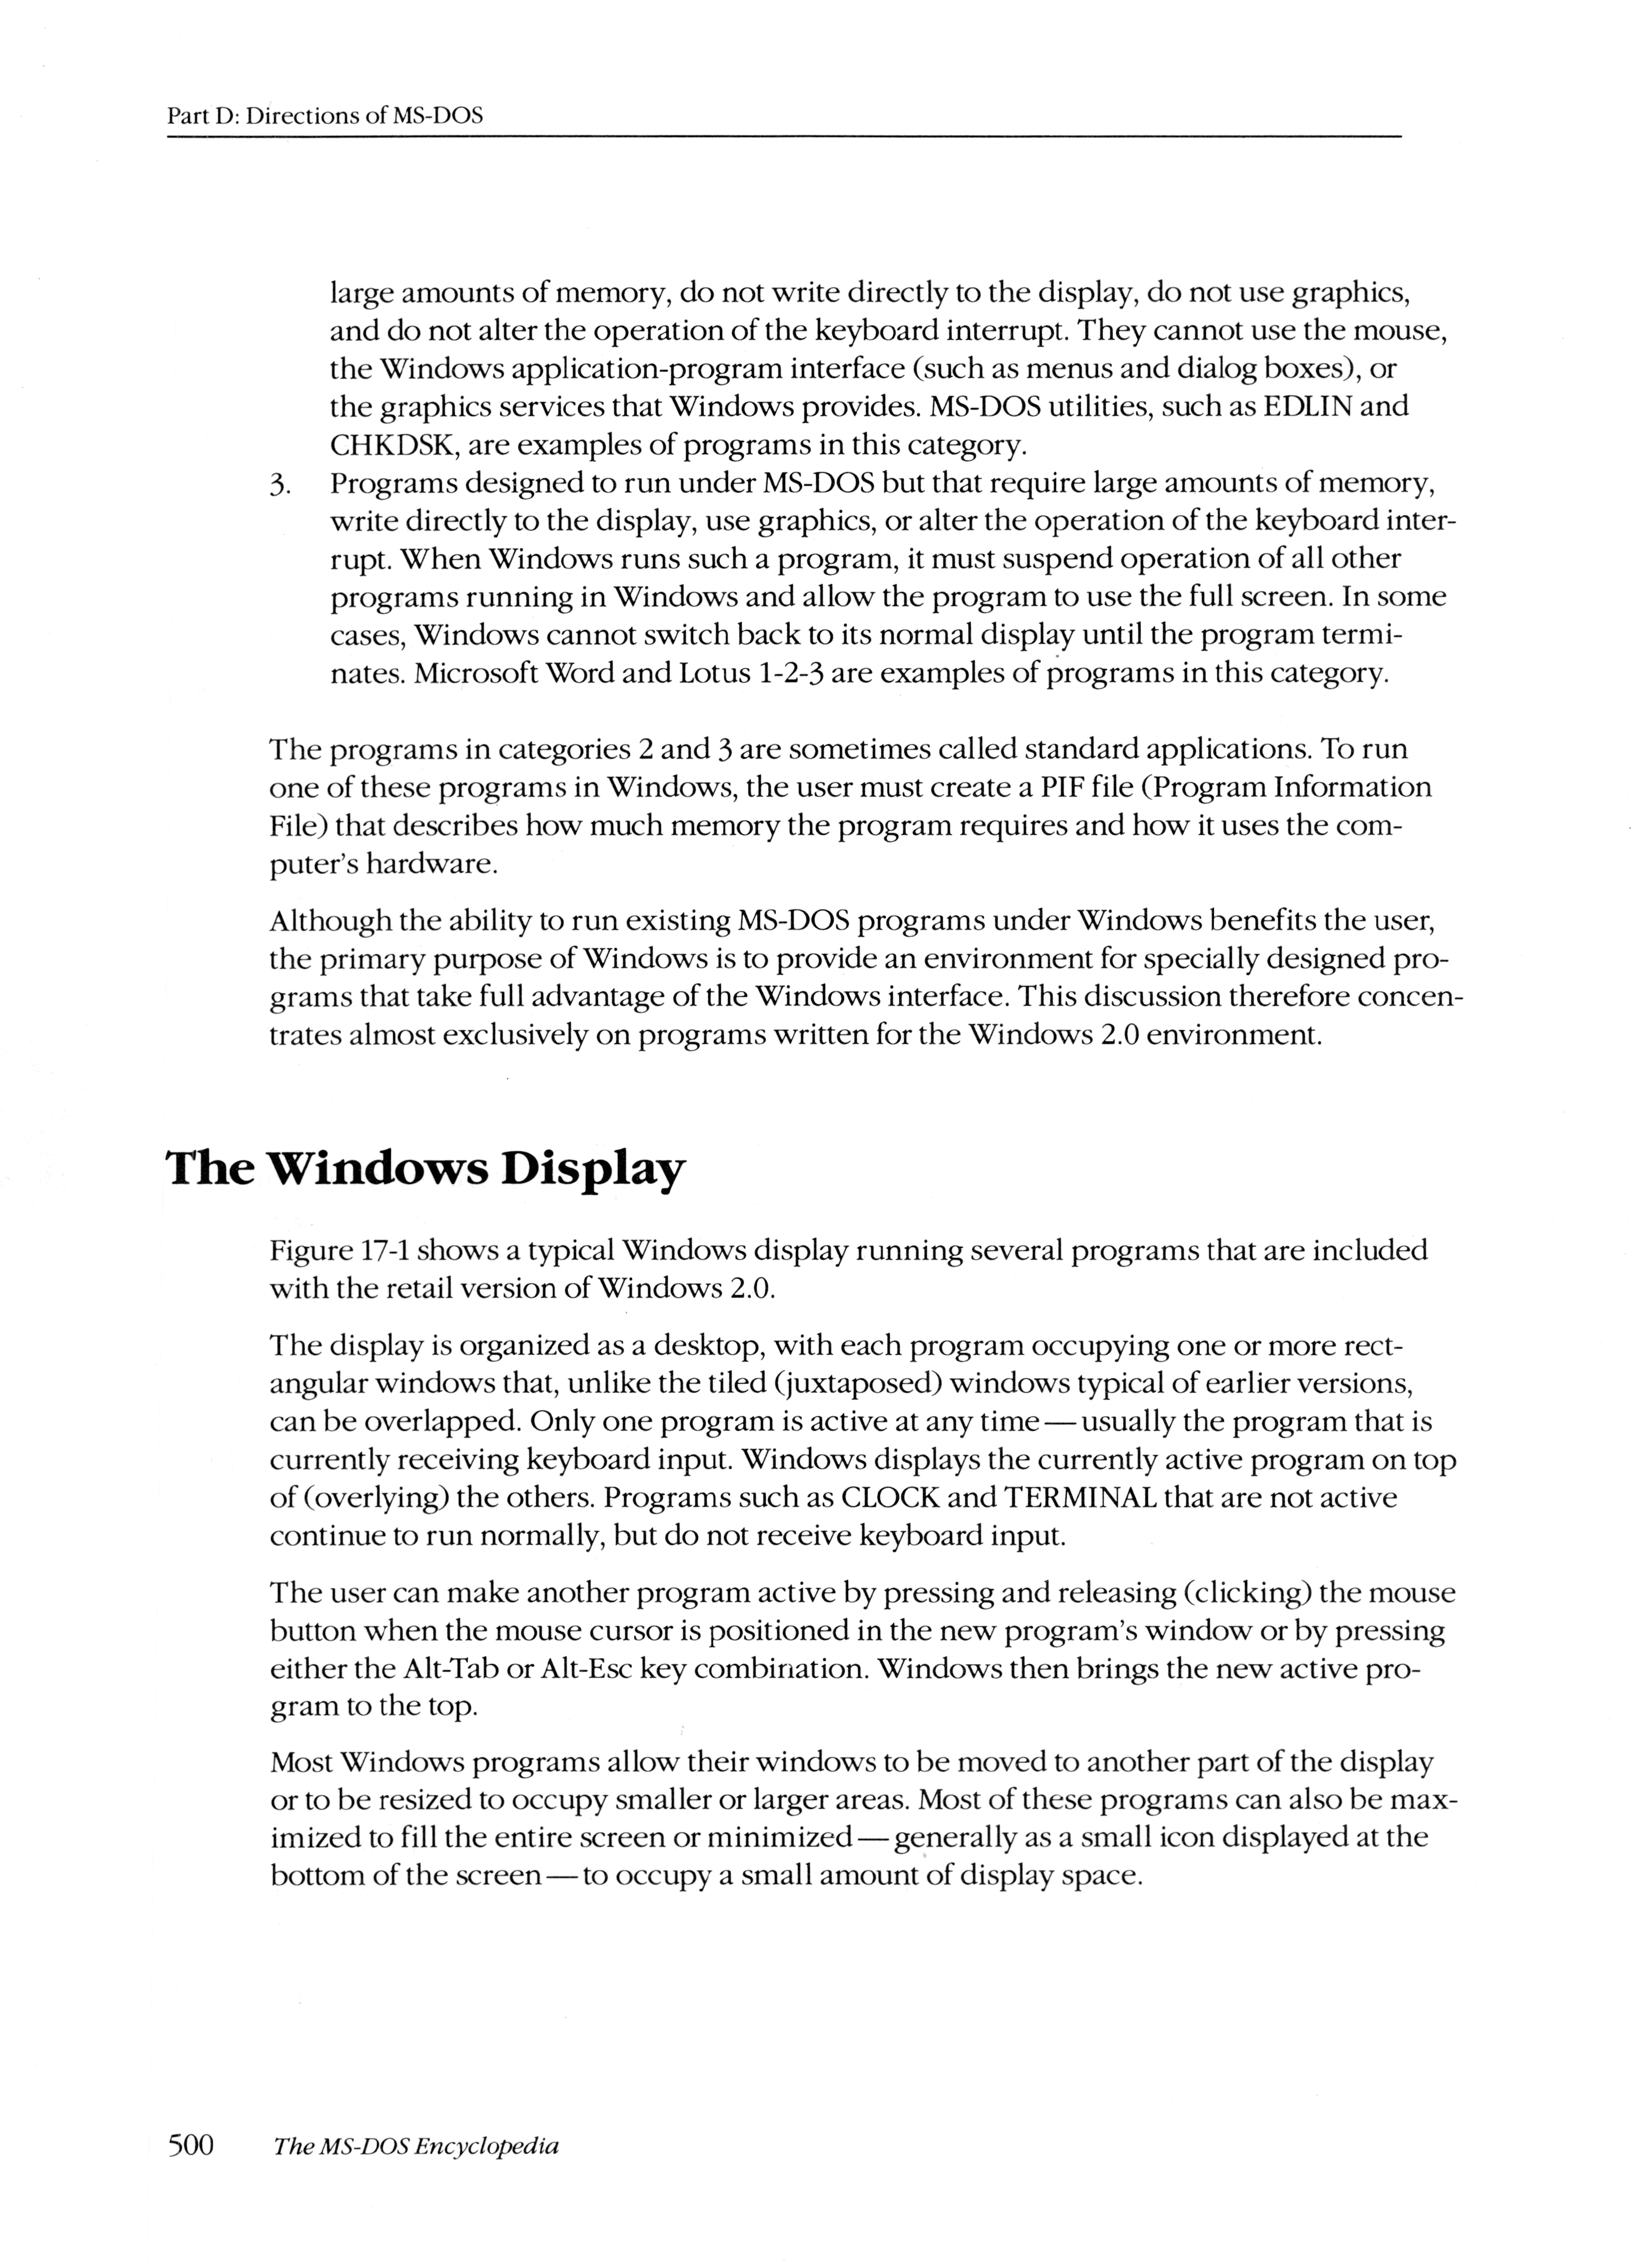 Part D: Directions of MS-DOS
large amounts of memory, do not write directly to the display, do not use graphics,
and do not alter the operation of the keyboard interrupt. They cannot use the mouse,
the Windows application-program interface (such as menus and dialog boxes), or
the graphics services that Windows provides. MS-DOS utilities, such as EDLIN and
CHKDSK, are examples of programs in this category.
3. Programs designed to run under MS-DOS but that require large amounts of memory,
write directly to the display, use graphics, or alter the operation of the keyboard inter-
rupt. When Windows runs such a program, it must suspend operation of all other
programs running in Windows and allow the program to use the full screen. In some
cases, Windows cannot switch back to its normal display until the program termi-
nates. Microsoft Word and Lotus 1-2-3 are examples of programs in this category.
The programs in categories 2 and 3 are sometimes called standard applications. To run
one of these programs in Windows, the user must create a PIF file (Program Information
File) that describes how much memory the program requires and how it uses the com-
puter's hardware.
Although the ability to run existing MS-DOS programs under Windows benefits the user,
the primary purpose of Windows is to provide an environment for specially designed pro-
grams that take full advantage of the Windows interface. This discussion therefore concen-
trates almost exclusively on programs written for the Windows 2.0 environment.
The Windows Display
Figure 17-1 shows a typical Windows display running several programs that are included
with the retail version of Windows 2.0.
The display is organized as a desktop, with each program occupying one or more rect-
angular windows that, unlike the tiled (juxtaposed) windows typical of earlier versions,
can be overlapped. Only one program is active at any time — usually the program that is
currently receiving keyboard input. Windows displays the currently active program on top
of (overlying) the others. Programs such as CLOCK and TERMINAL that are not active
continue to run normally, but do not receive keyboard input.
The user can make another program active by pressing and releasing (clicking) the mouse
button when the mouse cursor is positioned in the new program's window or by pressing
either the Alt-Tab or Alt-Esc key combination. Windows then brings the new active pro-
gram to the top.
Most Windows programs allow their windows to be moved to another part of the display
or to be resized to occupy smaller or larger areas. Most of these programs can also be max-
imized to fill the entire screen or minimized — generally as a small icon displayed at the
bottom of the screen — to occupy a small amount of display space.
500 The MS-DOS Encyclopedia